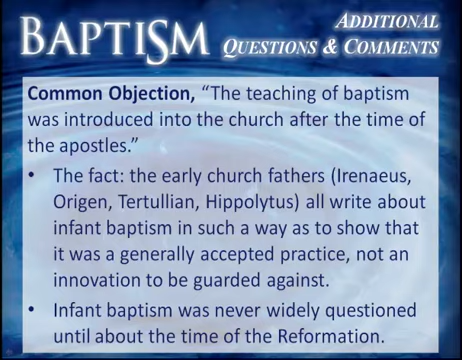 BAPTISM
ADDITIONAL
QUESTIONS & COMMENTS
Common Objection, “The teaching of baptism
was introduced into the church after the time of
the apostles.”
• The fact: the early church fathers (Irenaeus,
Origen, Tertullian, Hippolytus) all write about
infant baptism in such a way as to show that
it was a generally accepted practice, not an
innovation to be guarded against.
• Infant baptism was never widely questioned
until about the time of the Reformation.